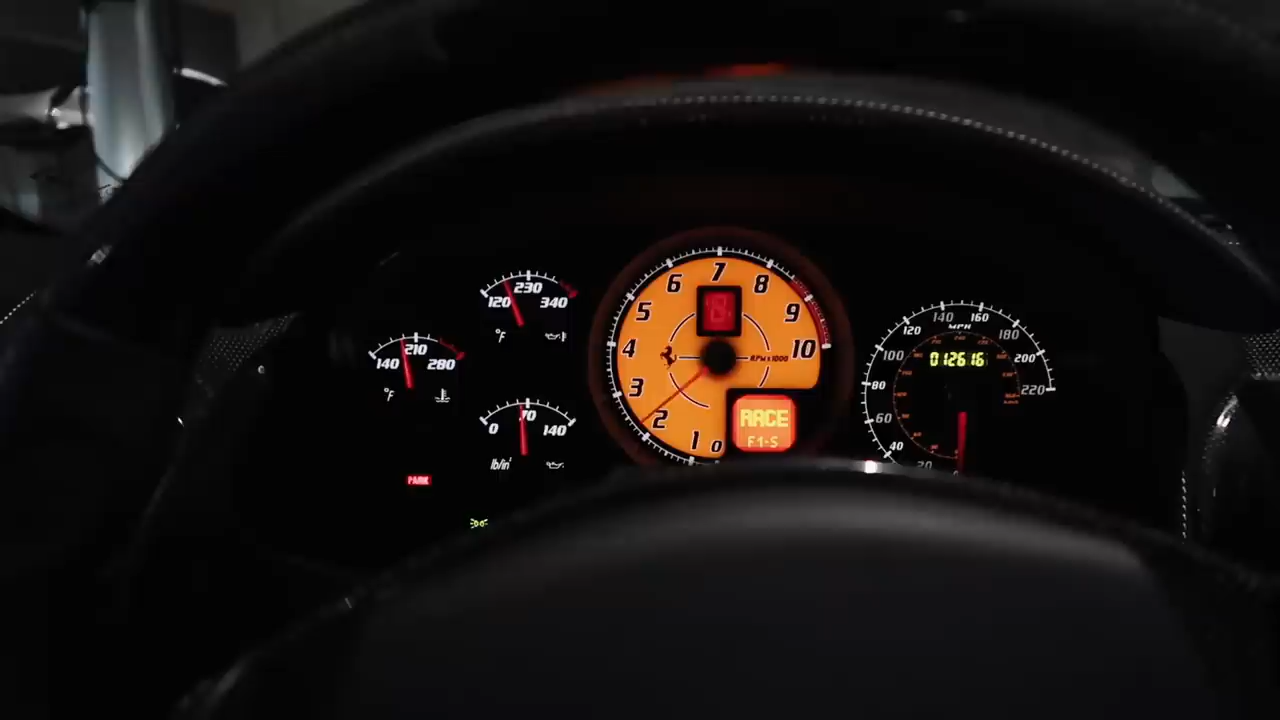 120 230 340
°F
140 210 280
°F
0 70 140
lb/in²
PARK
0 1 2 3 4 5 6 7 8 9 10
RPM x 1000
RACE
F1-S
20 40 60 80 100 120 140 160 180 200 220
MPH
012616